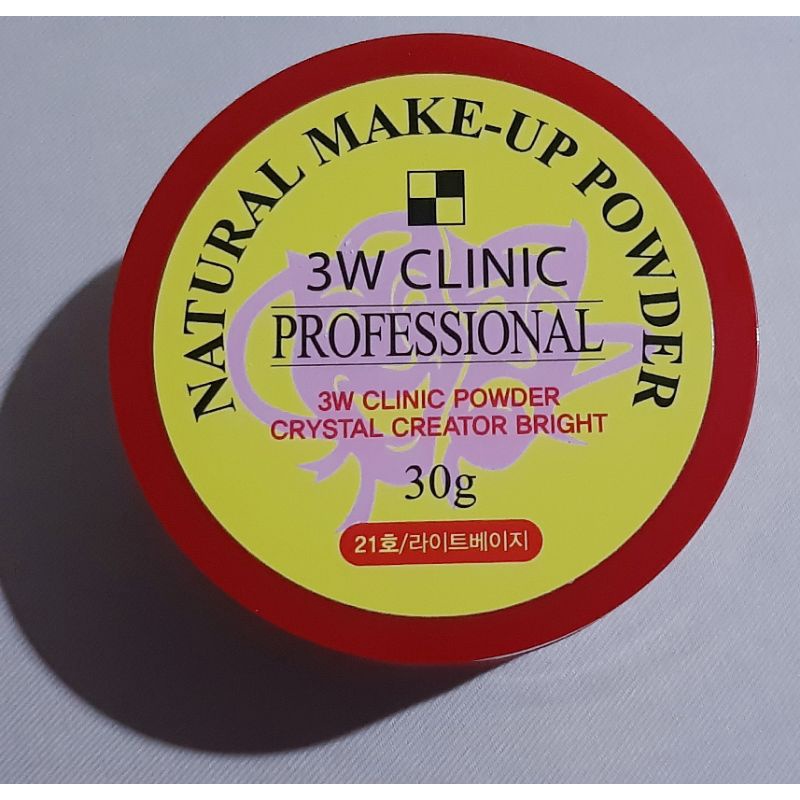 NATURAL MAKE-UP POWDER
3W CLINIC
PROFESSIONAL
3W CLINIC POWDER
CRYSTAL CREATOR BRIGHT
30g
21호/라이트베이지